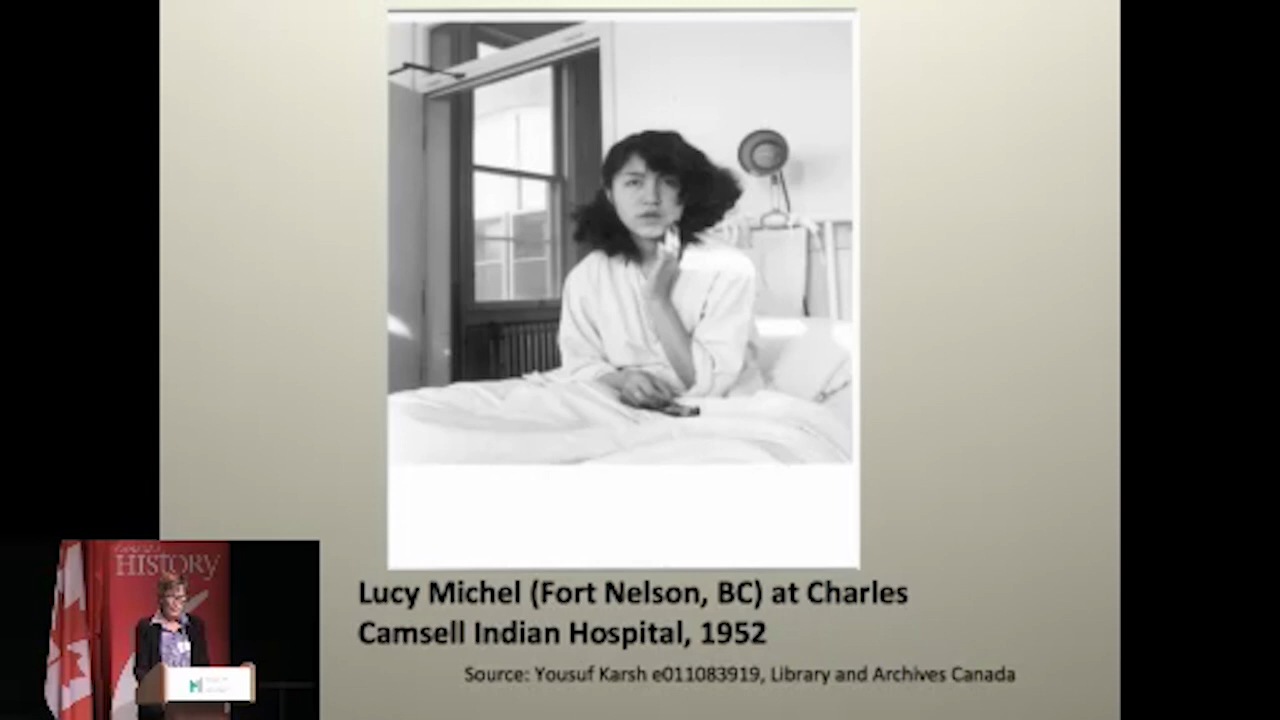 Lucy Michel (Fort Nelson, BC) at Charles
Camsell Indian Hospital, 1952
Source: Yousuf Karsh e011083919, Library and Archives Canada
HISTORY